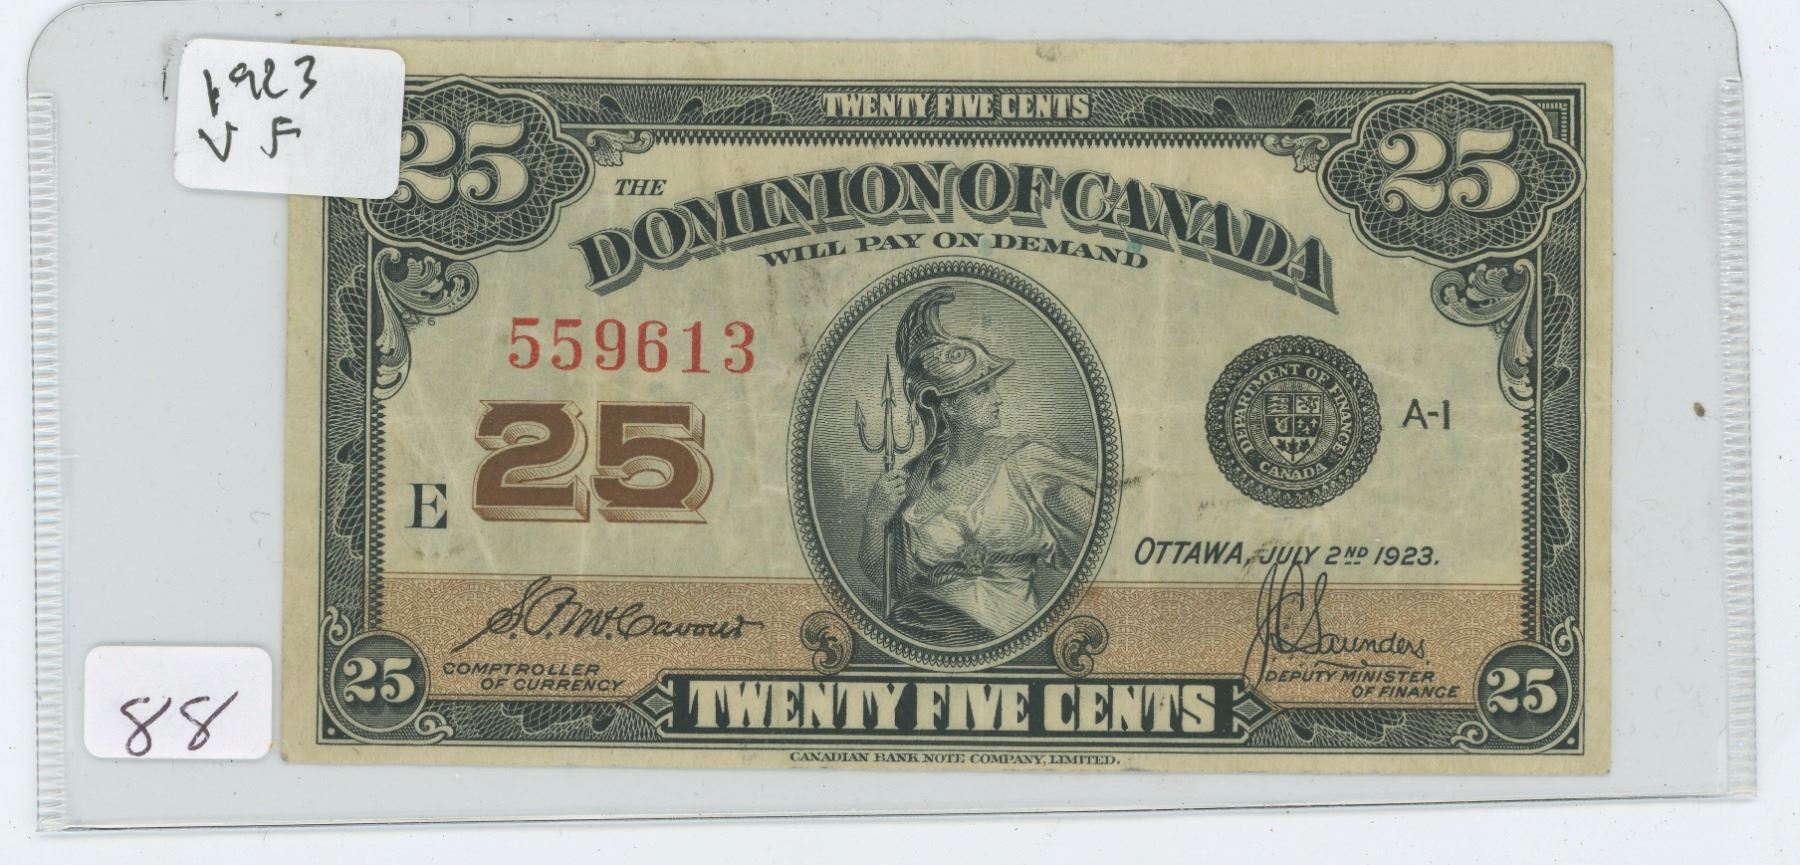 1923
VF
TWENTY FIVE CENTS
25
25
THE
DOMINION OF CANADA
WILL PAY ON DEMAND
559613
25
E
DEPARTMENT OF FINANCE
CANADA
A-1
OTTAWA, JULY 2ND 1923.
S.P. McCavour
J.C. Saunders
COMPTROLLER
OF CURRENCY
DEPUTY MINISTER
OF FINANCE
25
25
TWENTY FIVE CENTS
CANADIAN BANK NOTE COMPANY, LIMITED.
88